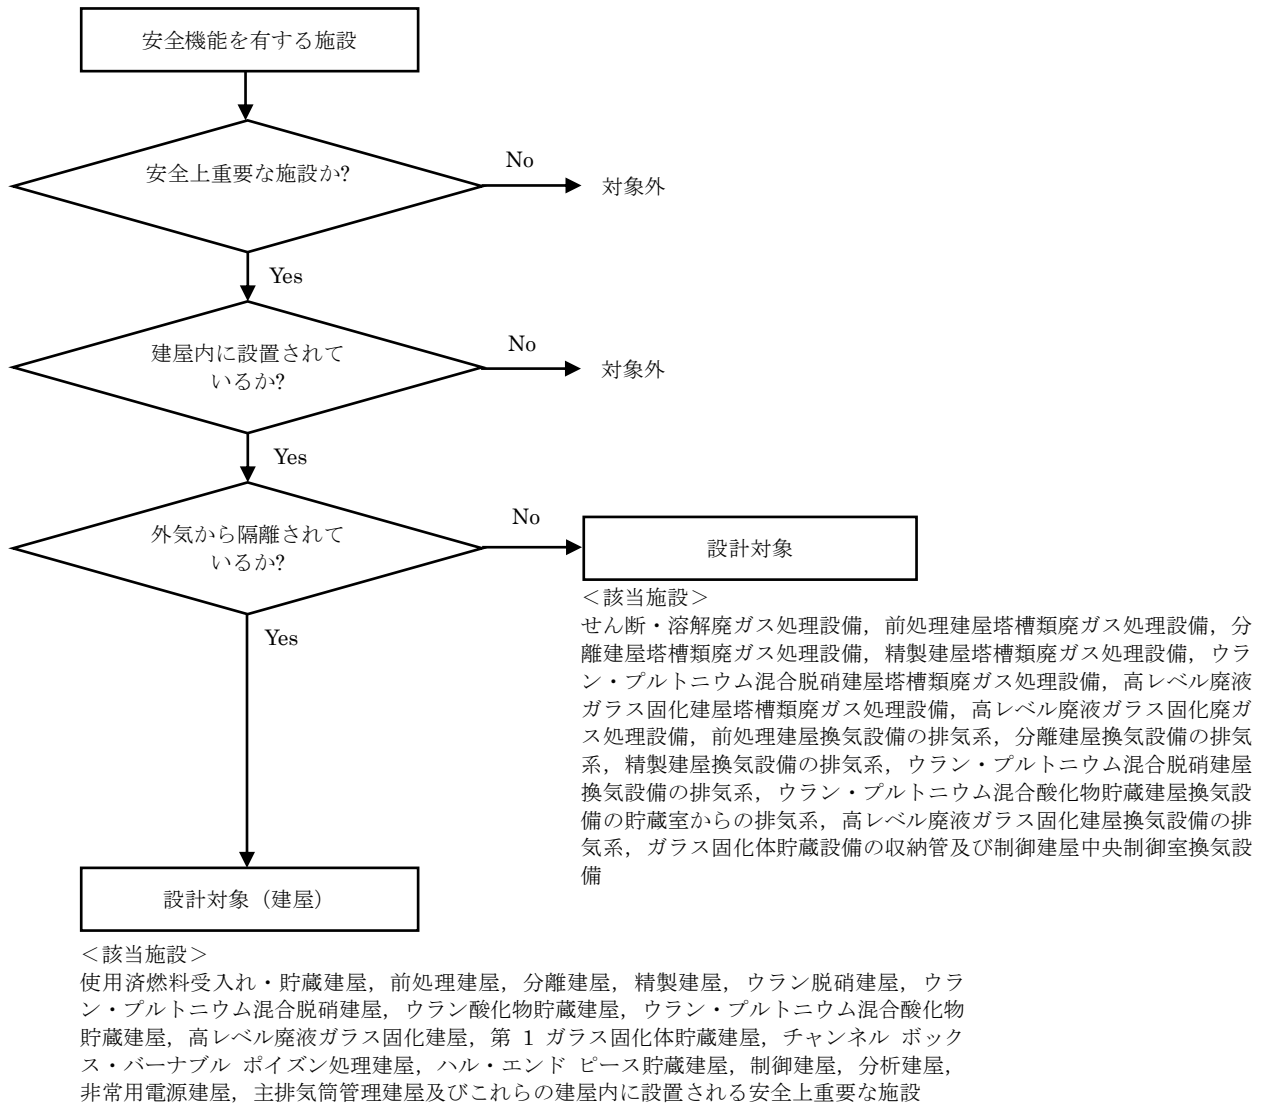 安全機能を有する施設
安全上重要な施設か?
No
対象外
Yes
建屋内に設置されて
いるか?
No
対象外
Yes
外気から隔離されて
いるか?
No
設計対象
<該当施設>
せん断・溶解廃ガス処理設備，前処理建屋塔槽類廃ガス処理設備，分
離建屋塔槽類廃ガス処理設備，精製建屋塔槽類廃ガス処理設備，ウラ
ン・プルトニウム混合脱硝建屋塔槽類廃ガス処理設備，高レベル廃液
ガラス固化建屋塔槽類廃ガス処理設備，高レベル廃液ガラス固化廃ガ
ス処理設備，前処理建屋換気設備の排気系，分離建屋換気設備の排気
系，精製建屋換気設備の排気系，ウラン・プルトニウム混合脱硝建屋
換気設備の排気系，ウラン・プルトニウム混合酸化物貯蔵建屋換気設
備の貯蔵室からの排気系，高レベル廃液ガラス固化建屋換気設備の排
気系，ガラス固化体貯蔵設備の収納管及び制御建屋中央制御室換気設
備
Yes
設計対象（建屋）
<該当施設>
使用済燃料受入れ・貯蔵建屋，前処理建屋，分離建屋，精製建屋，ウラン脱硝建屋，ウラ
ン・プルトニウム混合脱硝建屋，ウラン酸化物貯蔵建屋，ウラン・プルトニウム混合酸化物
貯蔵建屋，高レベル廃液ガラス固化建屋，第 1 ガラス固化体貯蔵建屋，チャンネル ボック
ス・バーナブル ポイズン処理建屋，ハル・エンド ピース貯蔵建屋，制御建屋，分析建屋，
非常用電源建屋，主排気筒管理建屋及びこれらの建屋内に設置される安全上重要な施設